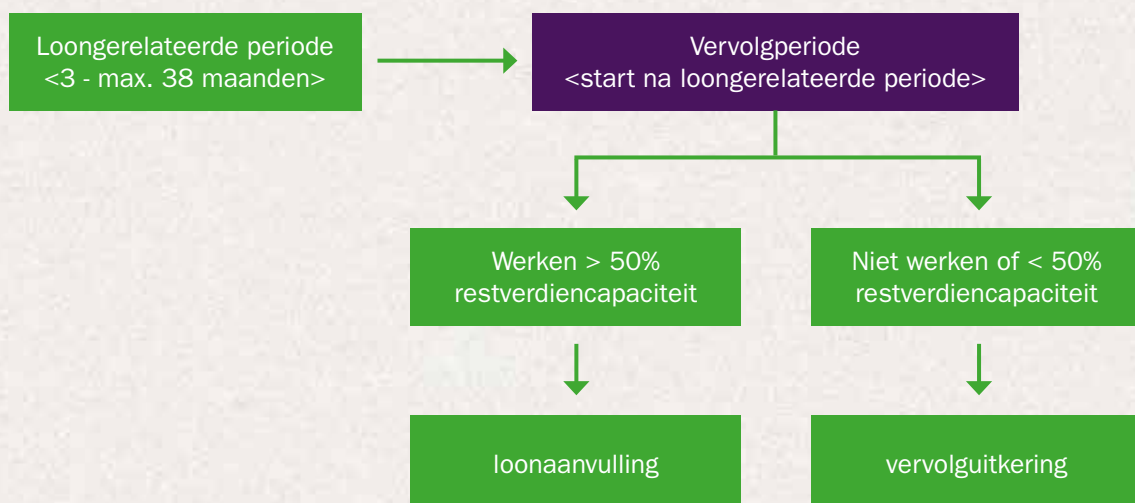 Loongerelateerde periode
<3 - max. 38 maanden>
Vervolgperiode
<start na loongerelateerde periode>
Werken > 50%
restverdiencapaciteit
Niet werken of < 50%
restverdiencapaciteit
loonaanvulling
vervolguitkering